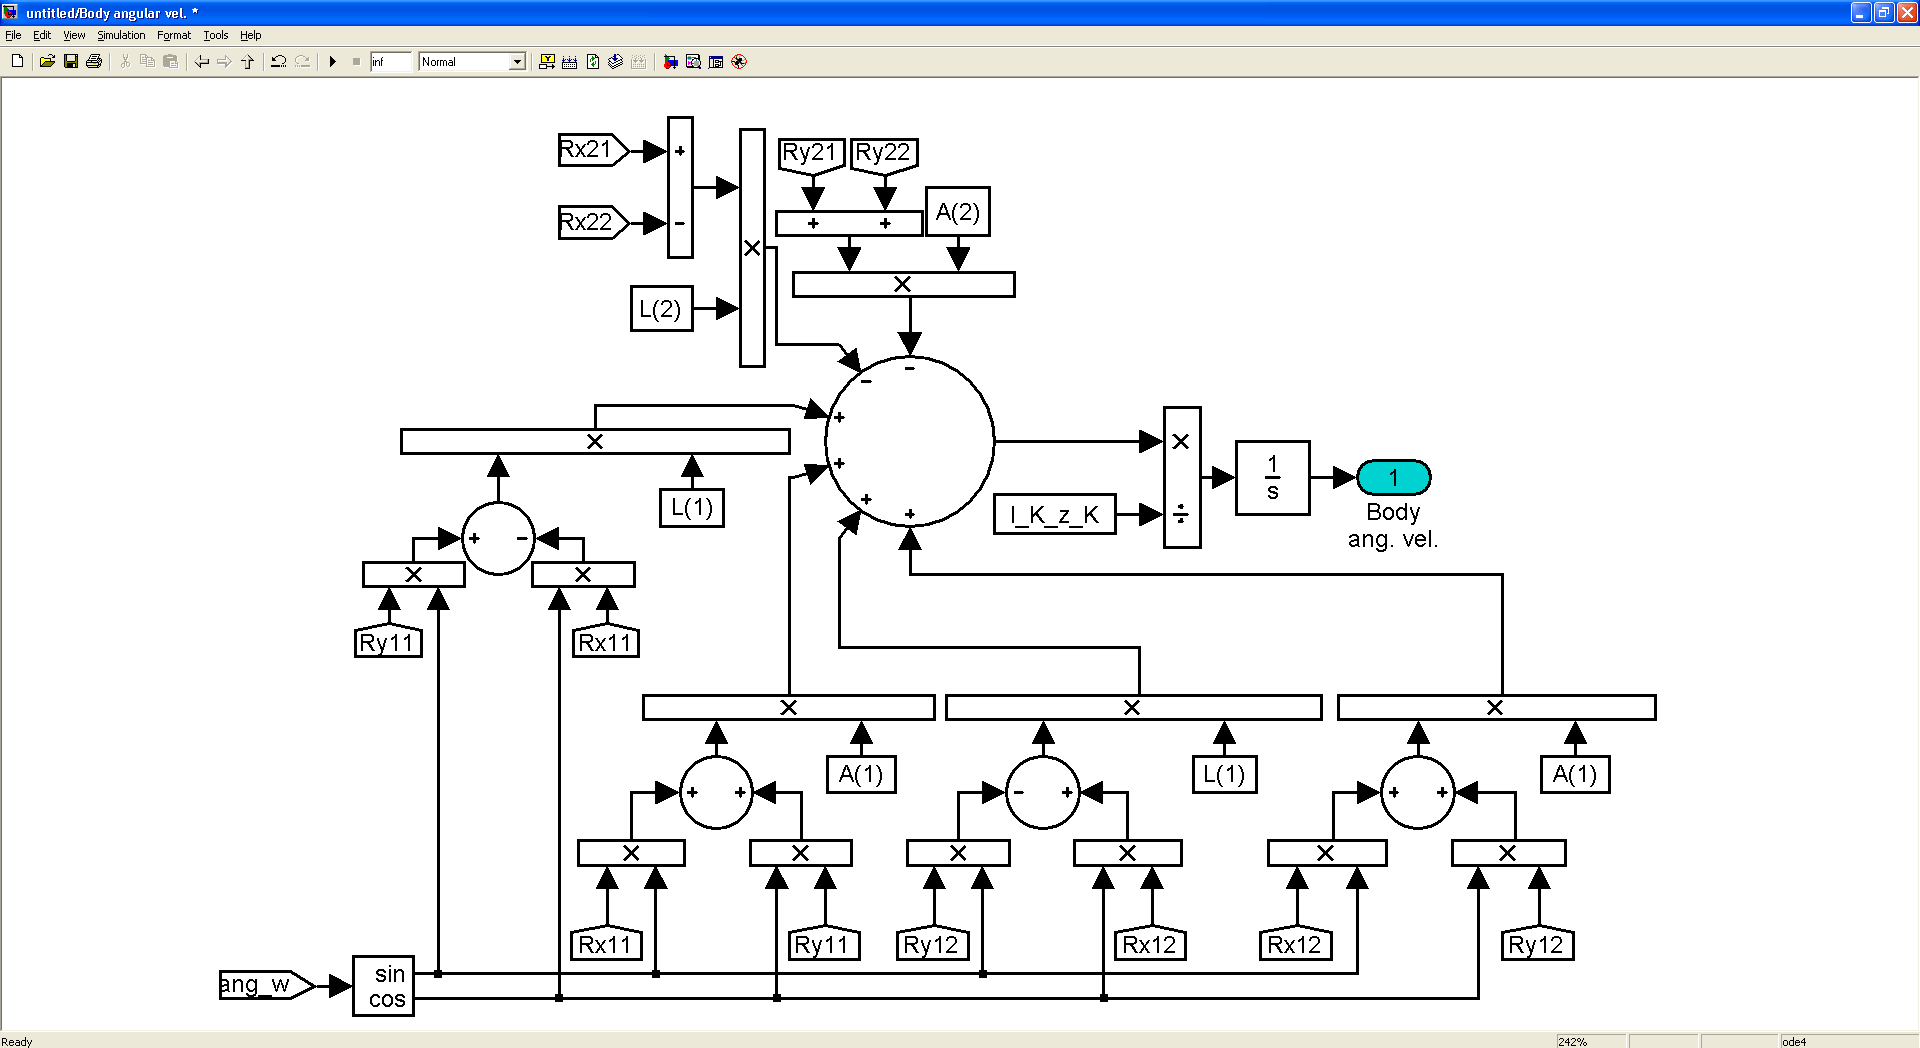 untitled/Body angular vel. *
File Edit View Simulation Format Tools Help
inf Normal
Rx21
+
Rx22
-
×
L(2)
Ry21 Ry22
+ +
A(2)
×
- -
+
+
+
+
×
L(1)
+ -
× ×
Ry11 Rx11
×
÷
I_K_z_K
1
s
1
Body
ang. vel.
× × ×
A(1) L(1) A(1)
+ + - + + +
× × × × × ×
Rx11 Ry11 Ry12 Rx12 Rx12 Ry12
ang_w
sin
cos
Ready 242% ode4